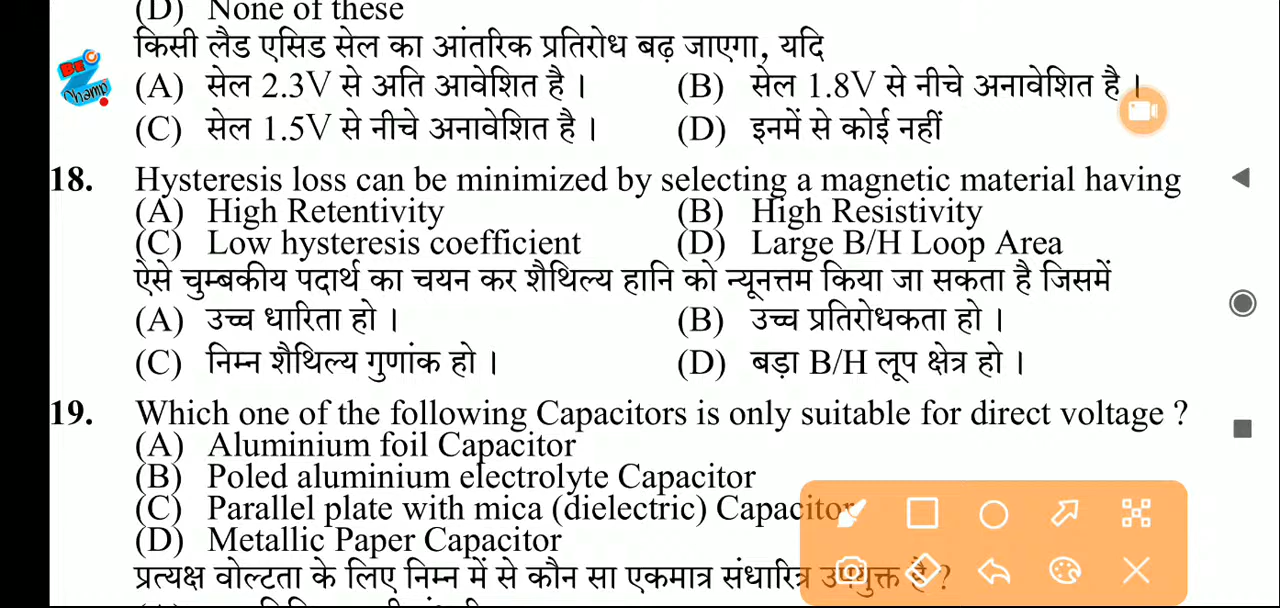 (D) None of these
किसी लैड एसिड सेल का आंतरिक प्रतिरोध बढ़ जाएगा, यदि
Be
Champ
(A) सेल 2.3V से अति आवेशित है । (B) सेल 1.8V से नीचे अनावेशित है ।
(C) सेल 1.5V से नीचे अनावेशित है । (D) इनमें से कोई नहीं
18. Hysteresis loss can be minimized by selecting a magnetic material having
(A) High Retentivity (B) High Resistivity
(C) Low hysteresis coefficient (D) Large B/H Loop Area
ऐसे चुम्बकीय पदार्थ का चयन कर शैथिल्य हानि को न्यूनत्तम किया जा सकता है जिसमें
(A) उच्च धारिता हो । (B) उच्च प्रतिरोधकता हो ।
(C) निम्न शैथिल्य गुणांक हो । (D) बड़ा B/H लूप क्षेत्र हो ।
19. Which one of the following Capacitors is only suitable for direct voltage ?
(A) Aluminium foil Capacitor
(B) Poled aluminium electrolyte Capacitor
(C) Parallel plate with mica (dielectric) Capacitor
(D) Metallic Paper Capacitor
प्रत्यक्ष वोल्टता के लिए निम्न में से कौन सा एकमात्र संधारित्र उपयुक्त है ?